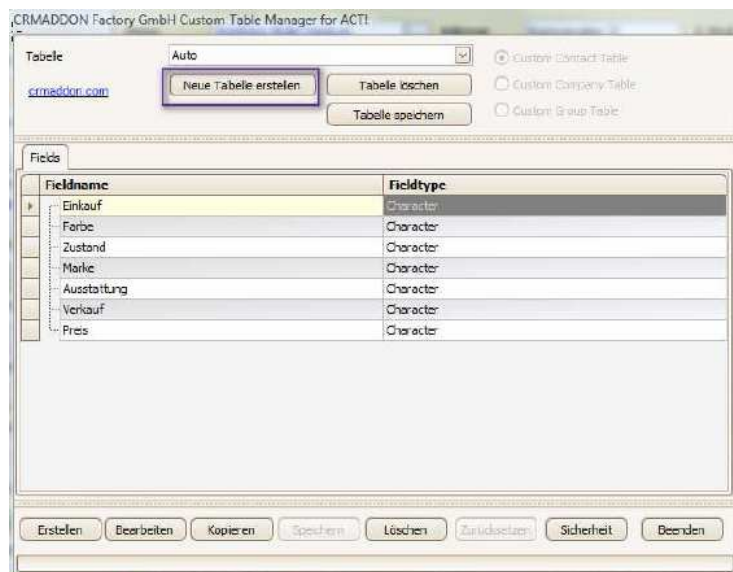 CRMADDON Factory GmbH Custom Table Manager for ACT!
Tabelle
Auto
Custom Contact Table
crmaddon.com
Neue Tabelle erstellen
Tabelle löschen
Custom Company Table
Tabelle speichern
Custom Group Table
Fields
Fieldname Fieldtype
Einkauf Character
Farbe Character
Zustand Character
Marke Character
Ausstattung Character
Verkauf Character
Preis Character
Erstellen Bearbeiten Kopieren Speichern Löschen Zurücksetzen Sicherheit Beenden